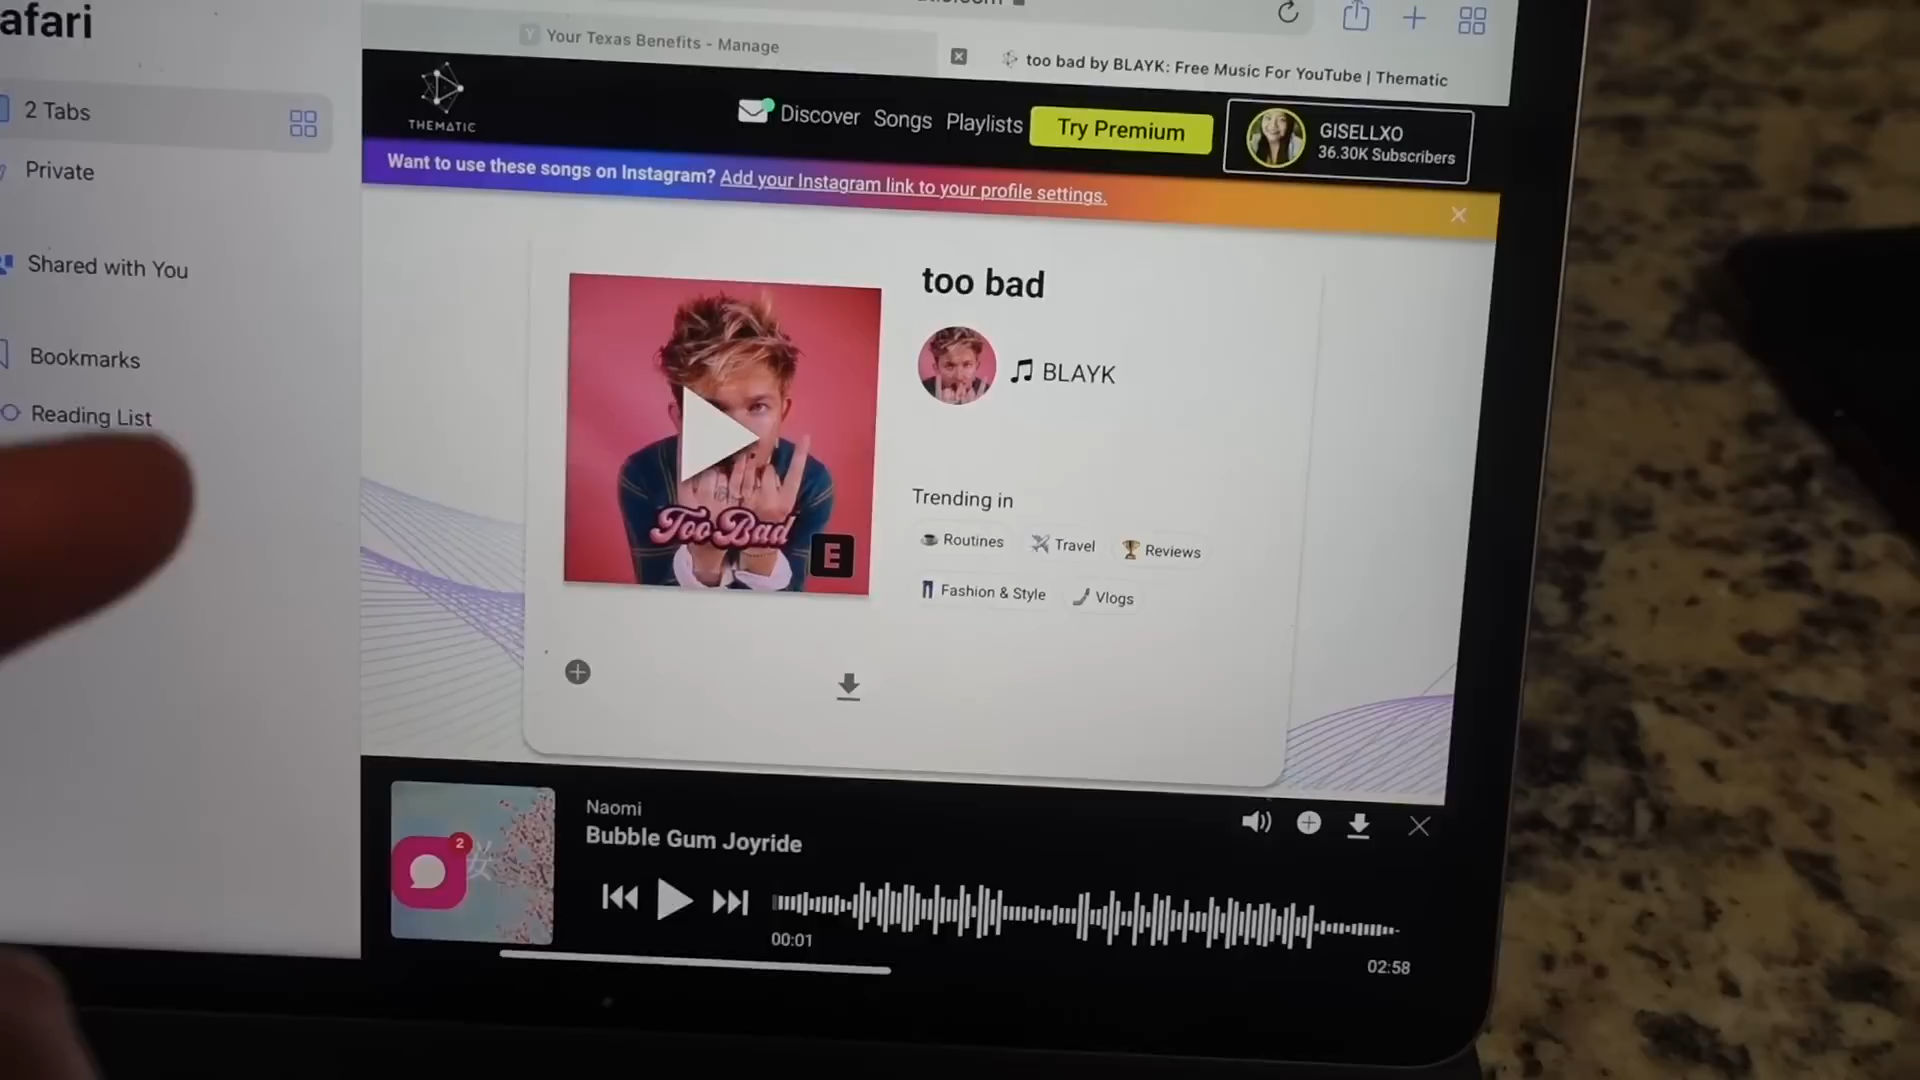 afari
2 Tabs
Private
Shared with You
Bookmarks
Reading List
Y Your Texas Benefits - Manage
too bad by BLAYK: Free Music For YouTube | Thematic
THEMATIC
Discover Songs Playlists Try Premium
GISELLXO
36.30K Subscribers
Want to use these songs on Instagram? Add your Instagram link to your profile settings.
too bad
BLAYK
Too Bad
E
Trending in
Routines Travel Reviews
Fashion & Style Vlogs
2
Naomi
Bubble Gum Joyride
00:01
02:58